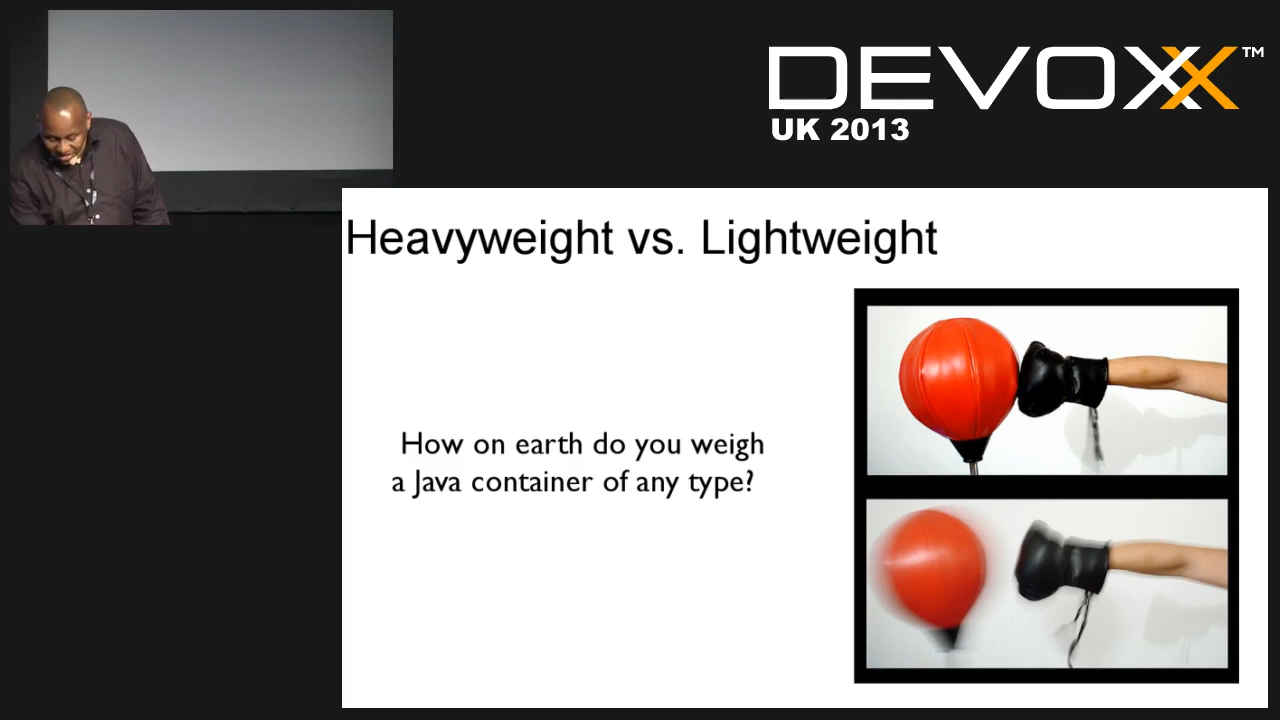 DEVOXX™
UK 2013
Heavyweight vs. Lightweight
How on earth do you weigh
a Java container of any type?